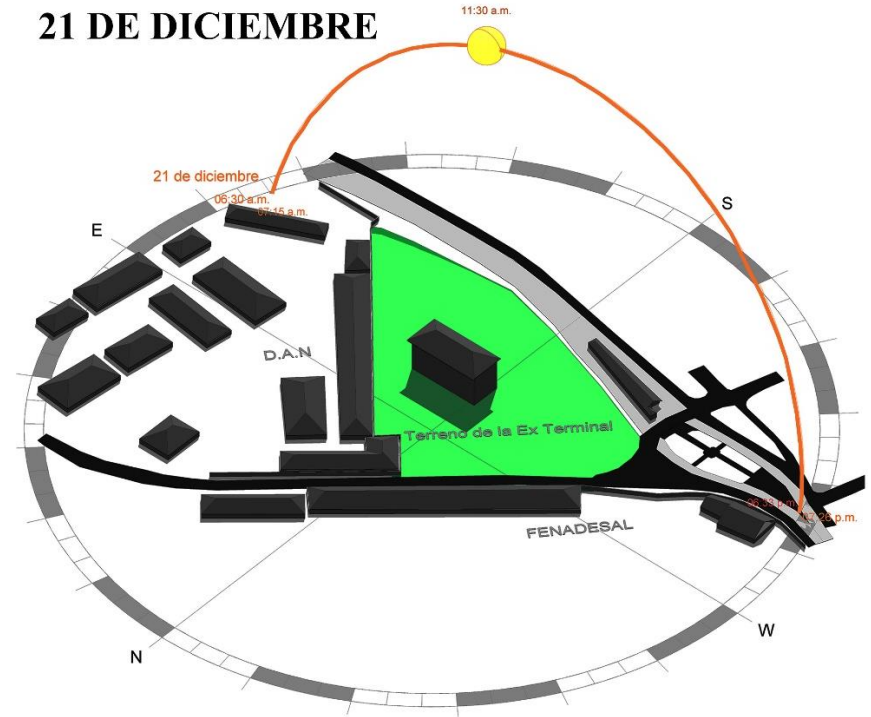 21 DE DICIEMBRE
11:30 a.m.
21 de diciembre
06:30 a.m.
07:15 a.m.
S
E
D.A.N
Terreno de la Ex Terminal
FENADESAL
W
N